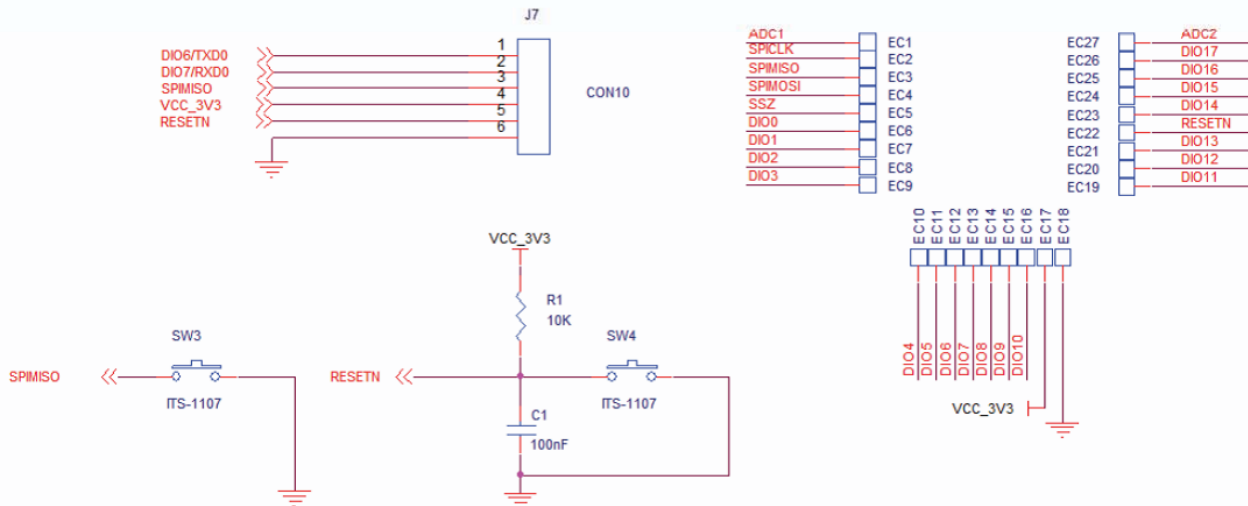 J7
DIO6/TXD0
DIO7/RXD0
SPIMISO
VCC_3V3
RESETN
1
2
3
4
5
6
CON10
ADC1
SPICLK
SPIMISO
SPIMOSI
SSZ
DIO0
DIO1
DIO2
DIO3
EC1
EC2
EC3
EC4
EC5
EC6
EC7
EC8
EC9
EC27
EC26
EC25
EC24
EC23
EC22
EC21
EC20
EC19
ADC2
DIO17
DIO16
DIO15
DIO14
RESETN
DIO13
DIO12
DIO11
EC10
EC11
EC12
EC13
EC14
EC15
EC16
EC17
EC18
DIO4
DIO5
DIO6
DIO7
DIO8
DIO9
DIO10
VCC_3V3
VCC_3V3
R1
10K
SW3
SPIMISO
ITS-1107
RESETN
SW4
ITS-1107
C1
100nF